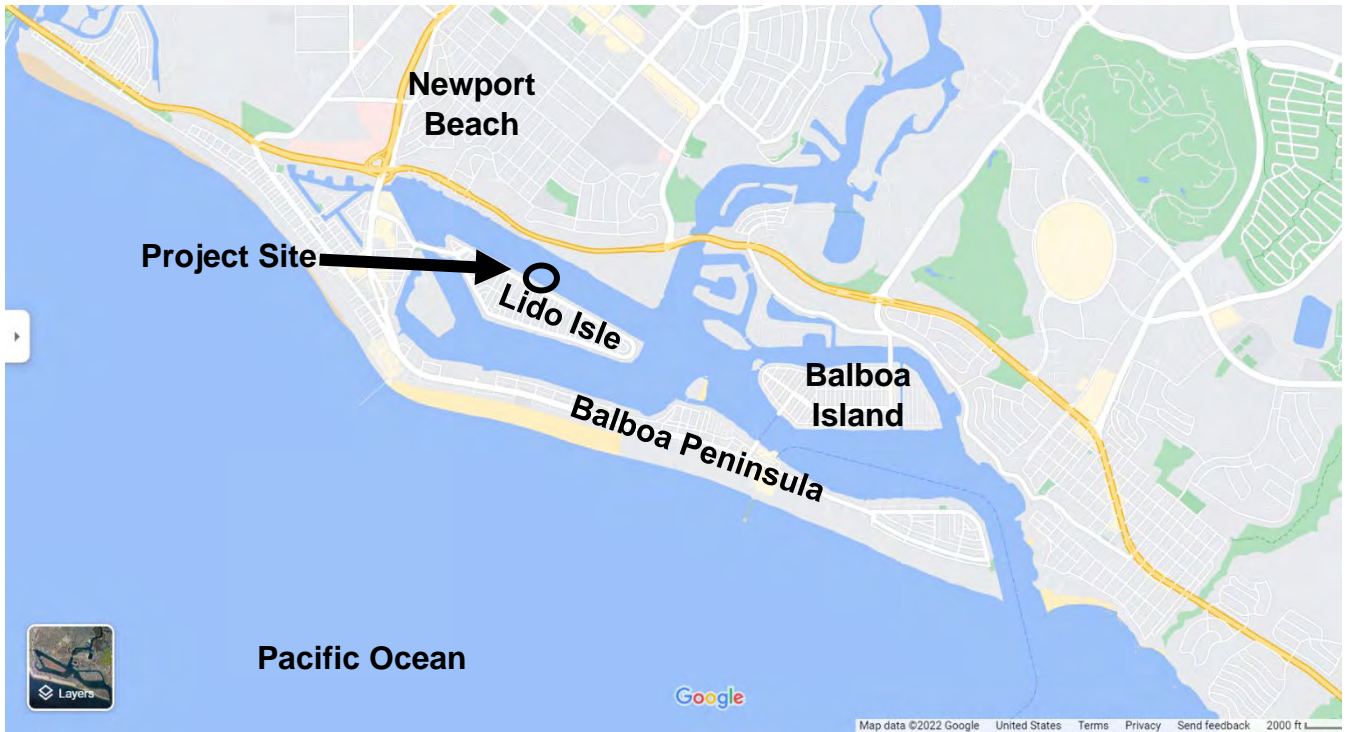 Newport
Beach
Project Site
Lido Isle
Balboa
Island
Balboa Peninsula
Pacific Ocean
Layers
Google
Map data ©2022 Google United States Terms Privacy Send feedback 2000 ft